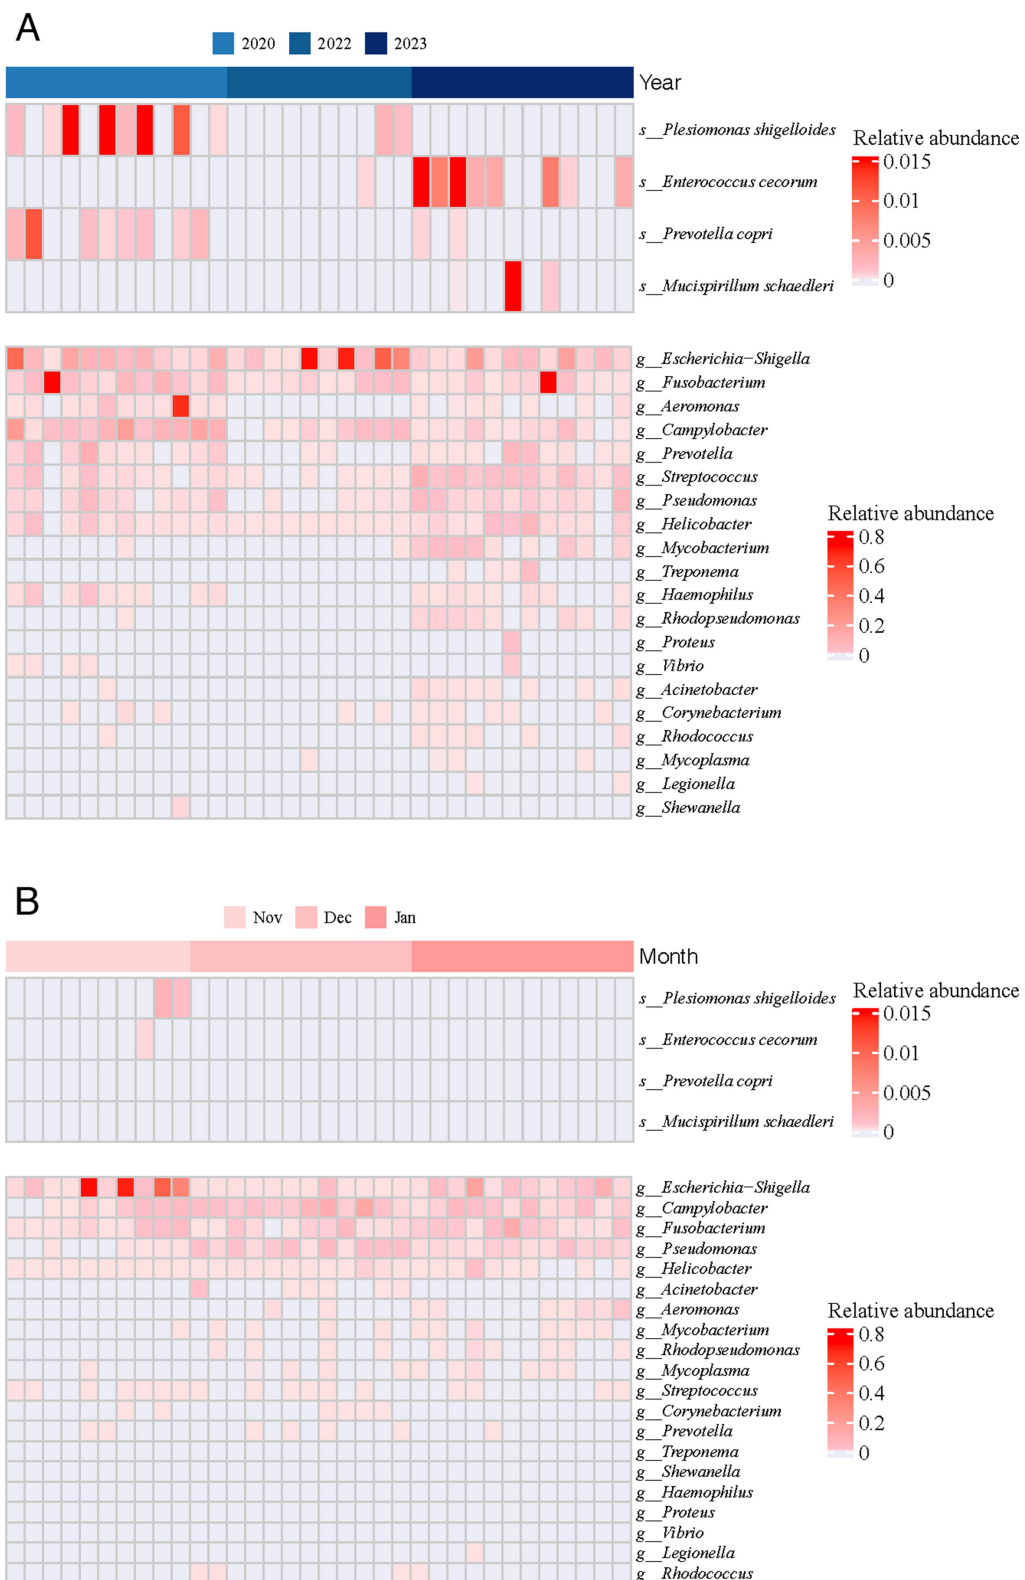 A
2020 2022 2023
Year
s__Plesiomonas shigelloides
s__Enterococcus cecorum
s__Prevotella copri
s__Mucispirillum schaedleri
Relative abundance
0.015
0.01
0.005
0
g__Escherichia−Shigella
g__Fusobacterium
g__Aeromonas
g__Campylobacter
g__Prevotella
g__Streptococcus
g__Pseudomonas
g__Helicobacter
g__Mycobacterium
g__Treponema
g__Haemophilus
g__Rhodopseudomonas
g__Proteus
g__Vibrio
g__Acinetobacter
g__Corynebacterium
g__Rhodococcus
g__Mycoplasma
g__Legionella
g__Shewanella
Relative abundance
0.8
0.6
0.4
0.2
0
B
Nov Dec Jan
Month
s__Plesiomonas shigelloides
s__Enterococcus cecorum
s__Prevotella copri
s__Mucispirillum schaedleri
Relative abundance
0.015
0.01
0.005
0
g__Escherichia−Shigella
g__Campylobacter
g__Fusobacterium
g__Pseudomonas
g__Helicobacter
g__Acinetobacter
g__Aeromonas
g__Mycobacterium
g__Rhodopseudomonas
g__Mycoplasma
g__Streptococcus
g__Corynebacterium
g__Prevotella
g__Treponema
g__Shewanella
g__Haemophilus
g__Proteus
g__Vibrio
g__Legionella
g__Rhodococcus
Relative abundance
0.8
0.6
0.4
0.2
0